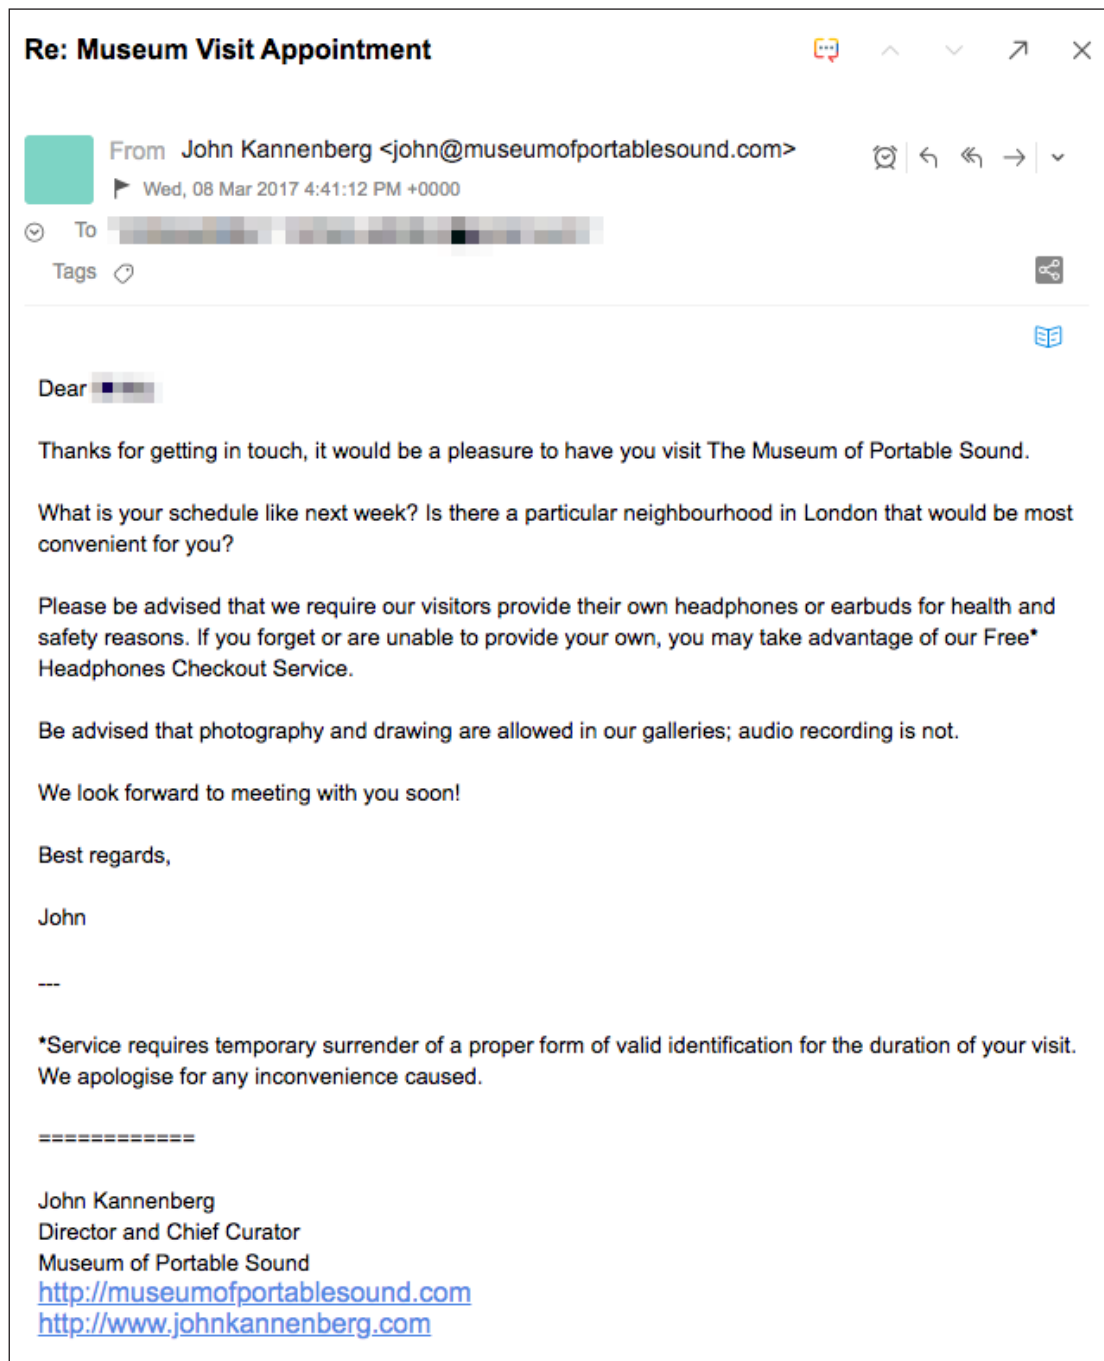 Re: Museum Visit Appointment
From John Kannenberg <john@museumofportablesound.com>
Wed, 08 Mar 2017 4:41:12 PM +0000
To
Tags
Dear
Thanks for getting in touch, it would be a pleasure to have you visit The Museum of Portable Sound.
What is your schedule like next week? Is there a particular neighbourhood in London that would be most
convenient for you?
Please be advised that we require our visitors provide their own headphones or earbuds for health and
safety reasons. If you forget or are unable to provide your own, you may take advantage of our Free*
Headphones Checkout Service.
Be advised that photography and drawing are allowed in our galleries; audio recording is not.
We look forward to meeting with you soon!
Best regards,
John
---
*Service requires temporary surrender of a proper form of valid identification for the duration of your visit.
We apologise for any inconvenience caused.
============
John Kannenberg
Director and Chief Curator
Museum of Portable Sound
http://museumofportablesound.com
http://www.johnkannenberg.com